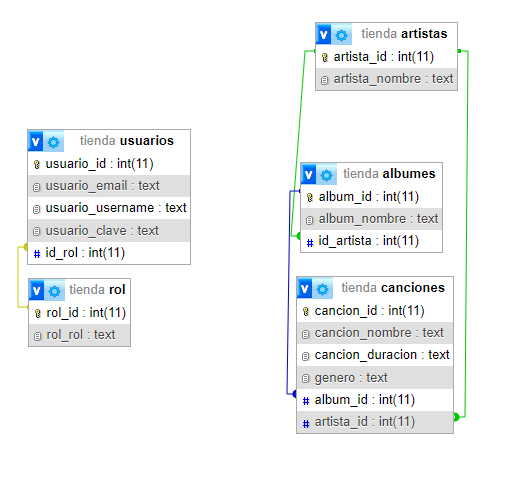 tienda artistas
artista_id : int(11)
artista_nombre : text
tienda usuarios
usuario_id : int(11)
usuario_email : text
usuario_username : text
usuario_clave : text
id_rol : int(11)
tienda albumes
album_id : int(11)
album_nombre : text
id_artista : int(11)
tienda rol
rol_id : int(11)
rol_rol : text
tienda canciones
cancion_id : int(11)
cancion_nombre : text
cancion_duracion : text
genero : text
album_id : int(11)
artista_id : int(11)